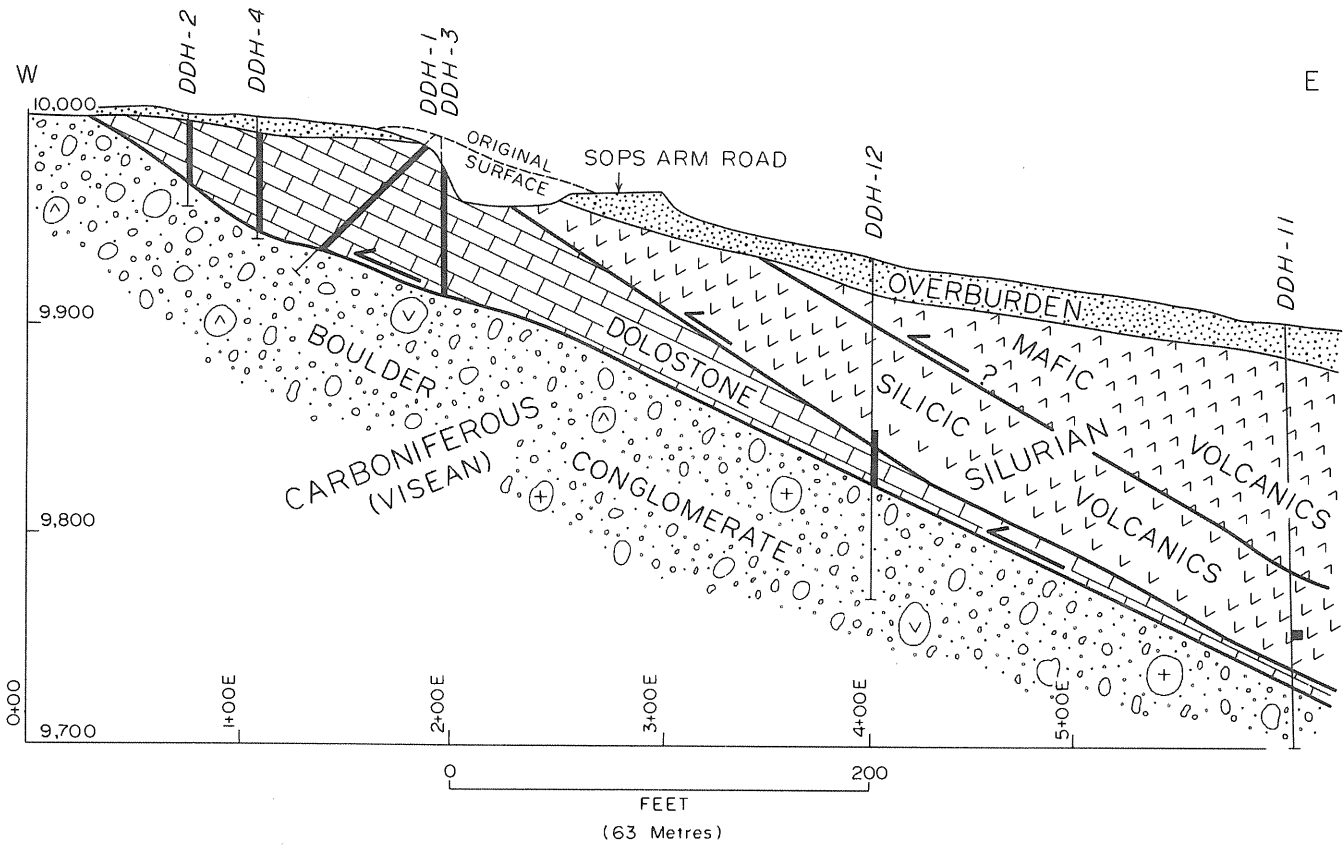 W
E
DDH-2
DDH-4
DDH-1
DDH-3
DDH-12
DDH-11
10,000
9,900
9,800
9,700
ORIGINAL
SURFACE
SOPS ARM ROAD
OVERBURDEN
MAFIC
VOLCANICS
?
SILICIC
VOLCANICS
SILURIAN
DOLOSTONE
BOULDER
CONGLOMERATE
CARBONIFEROUS
(VISEAN)
0+00
1+00E
2+00E
3+00E
4+00E
5+00E
0
200
FEET
(63 Metres)